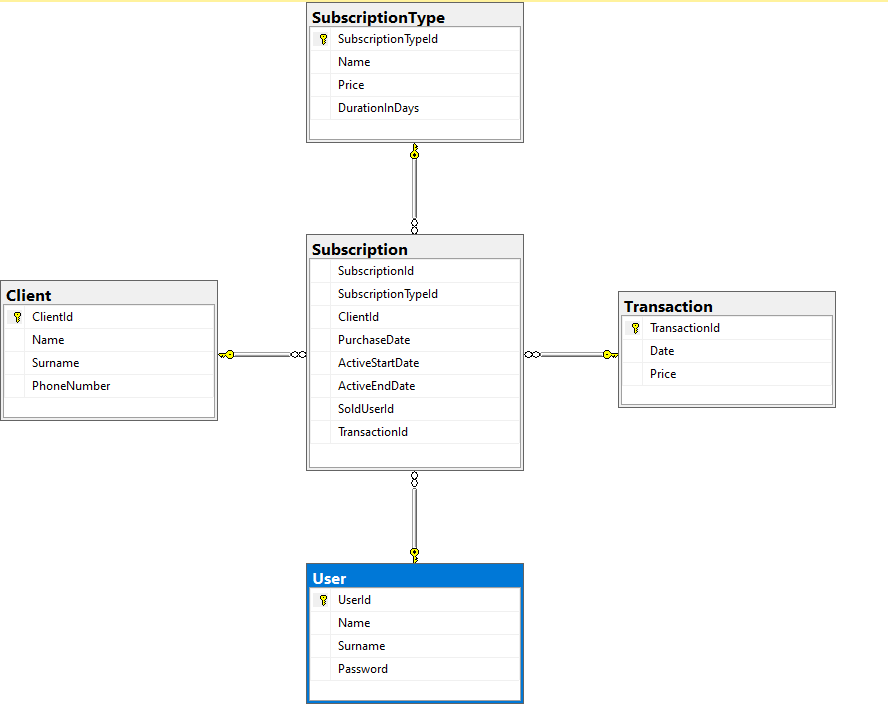 SubscriptionType
SubscriptionTypeId
Name
Price
DurationInDays
Subscription
SubscriptionId
SubscriptionTypeId
ClientId
PurchaseDate
ActiveStartDate
ActiveEndDate
SoldUserId
TransactionId
Client
ClientId
Name
Surname
PhoneNumber
Transaction
TransactionId
Date
Price
User
UserId
Name
Surname
Password